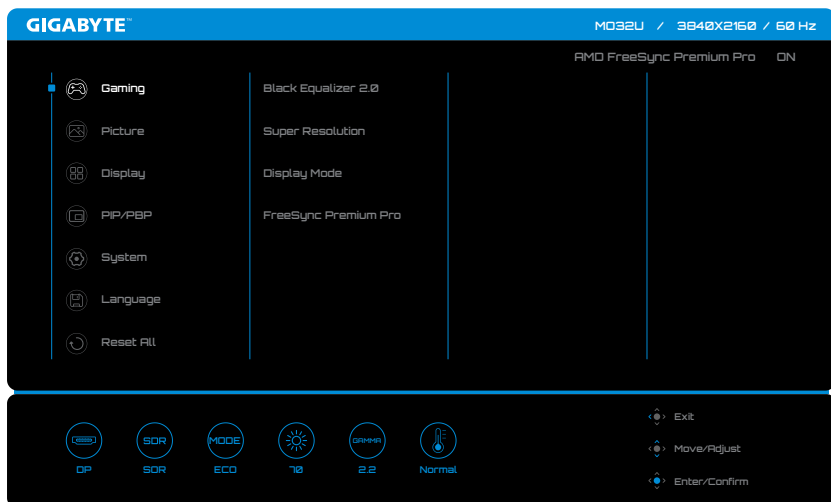 GIGABYTE™
MO32U / 3840X2160 / 60 Hz
AMD FreeSync Premium Pro ON
Gaming
Black Equalizer 2.0
Picture
Super Resolution
Display
Display Mode
PIP/PBP
FreeSync Premium Pro
System
Language
Reset All
Exit
SDR
MODE
GAMMA
Move/Adjust
DP
SDR
ECO
70
2.2
Normal
Enter/Confirm